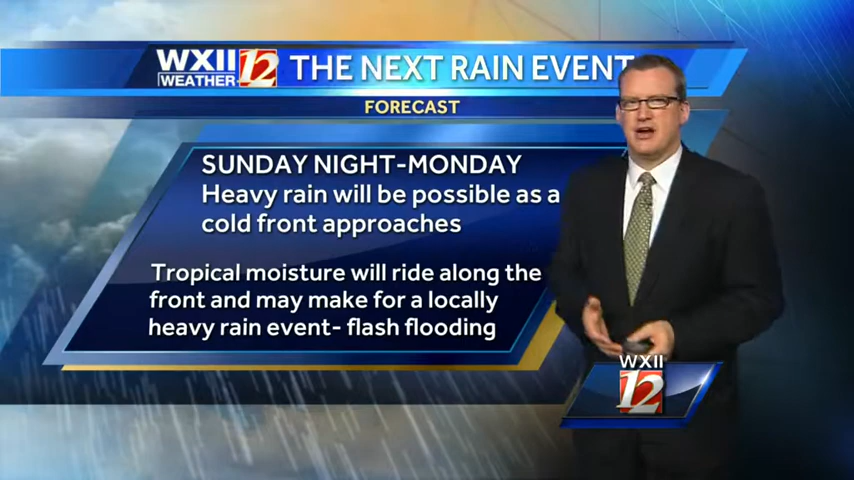 WXII 12 THE NEXT RAIN EVENT
WEATHER
FORECAST
SUNDAY NIGHT-MONDAY
Heavy rain will be possible as a
cold front approaches
Tropical moisture will ride along the
front and may make for a locally
heavy rain event- flash flooding
WXII
12